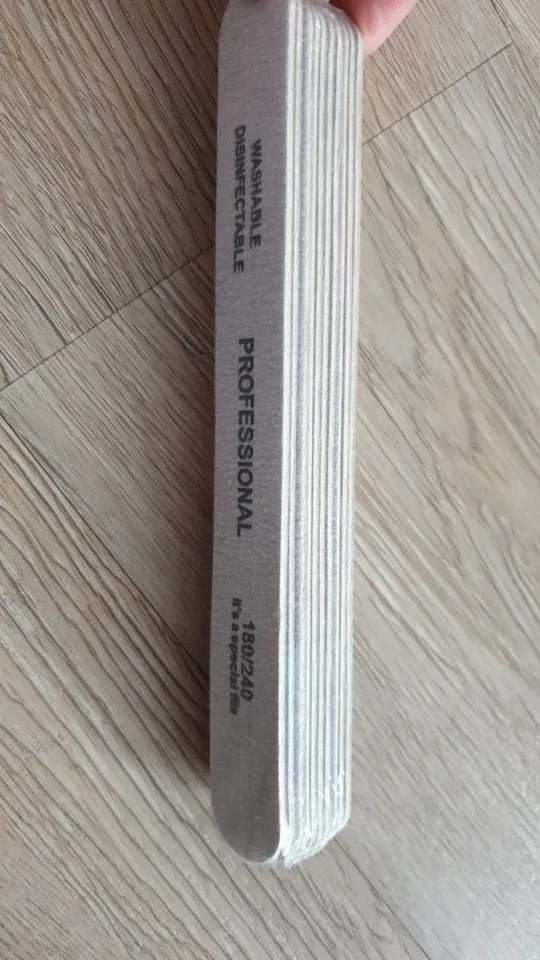 WASHABLE
DISINFECTABLE
PROFESSIONAL
180/240
It's a special file